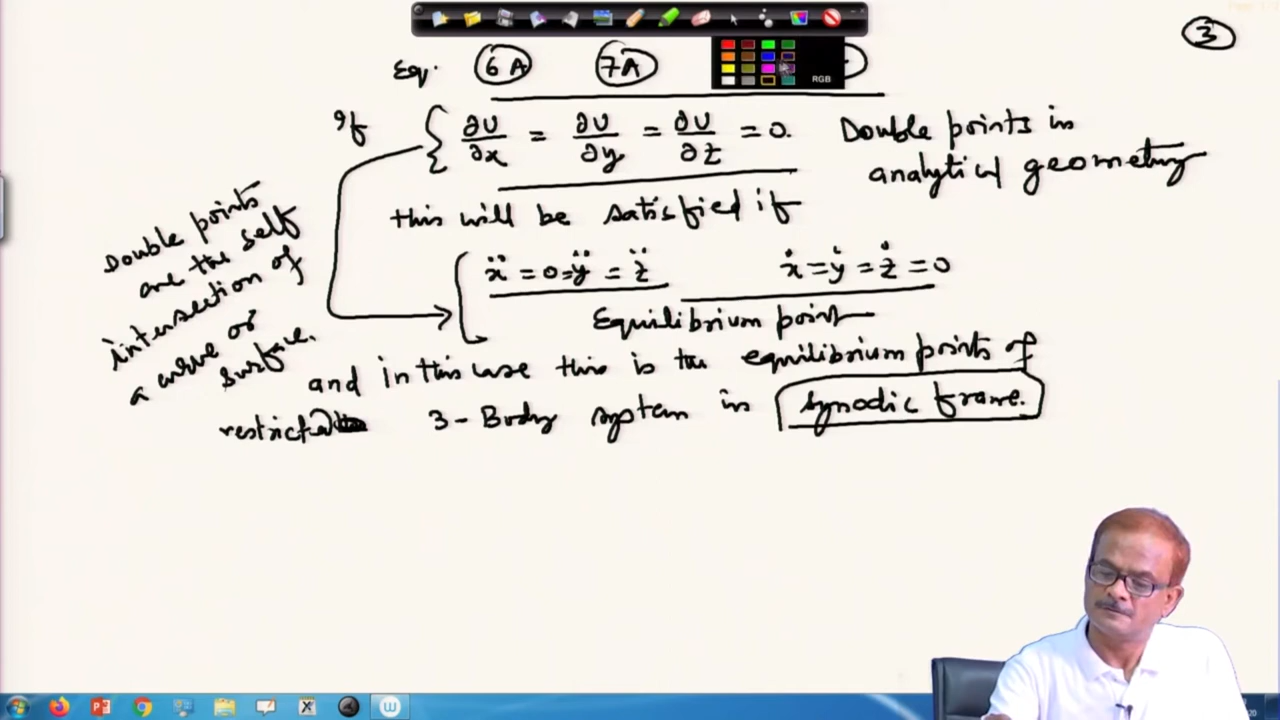 3
Eq. 6A 7A
If { ∂U/∂x = ∂U/∂y = ∂U/∂z = 0. Double points in
analytical geometry
this will be satisfied if
ẍ = 0 = ÿ = z̈ ẋ = ẏ = ż = 0
Equilibrium point
Double points
are the self
intersection of
a curve or
surface.
and in this case this is the equilibrium points of
restricted 3-Body system in synodic frame.
RGB